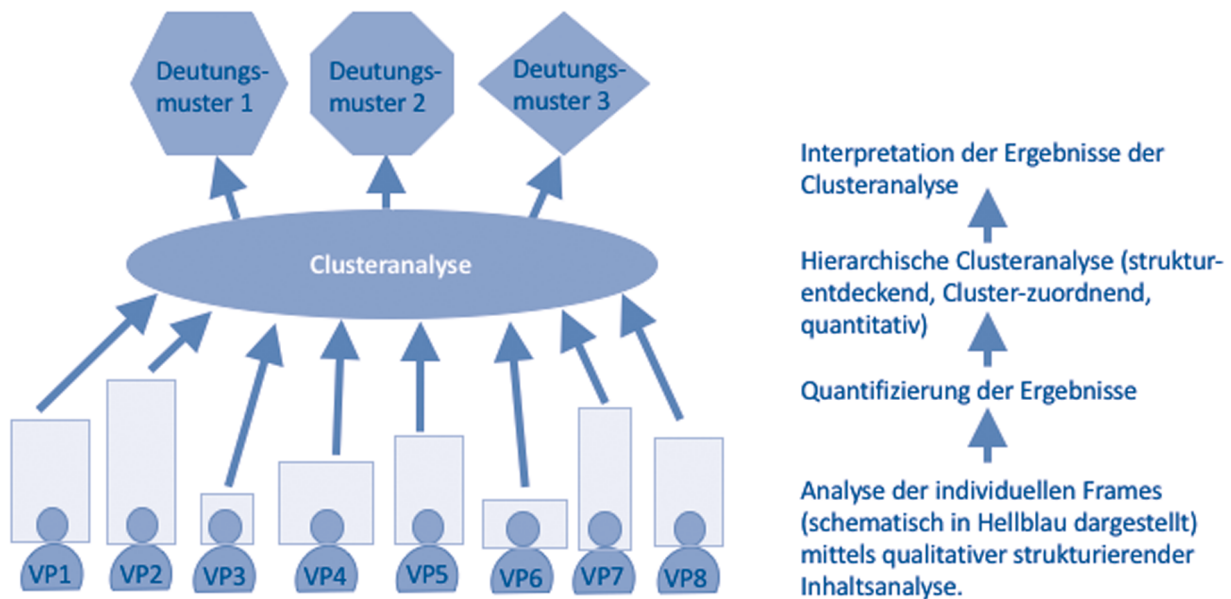 Deutungs-
muster 1
Deutungs-
muster 2
Deutungs-
muster 3
Clusteranalyse
VP1
VP2
VP3
VP4
VP5
VP6
VP7
VP8
Interpretation der Ergebnisse der
Clusteranalyse
Hierarchische Clusteranalyse (struktur-
entdeckend, Cluster-zuordnend,
quantitativ)
Quantifizierung der Ergebnisse
Analyse der individuellen Frames
(schematisch in Hellblau dargestellt)
mittels qualitativer strukturierender
Inhaltsanalyse.